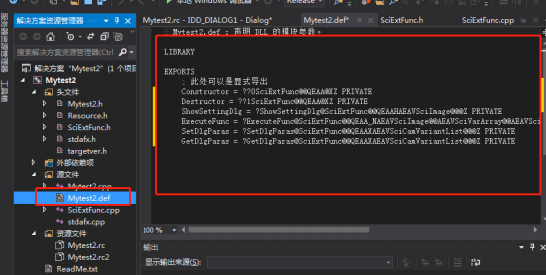 本地 Windows 调试器
Release
解决方案资源管理器
Mytest2.rc - IDD_DIALOG1 - Dialog*
Mytest2.def*
SciExtFunc.h
SciExtFunc.cpp
; Mytest2.def : 声明 DLL 的模块参数。
LIBRARY
EXPORTS
; 此处可以是显式导出
Constructor = ??0SciExtFunc@@QEAA@XZ PRIVATE
Destructor = ??1SciExtFunc@@QEAA@XZ PRIVATE
ShowSettingDlg = ?ShowSettingDlg@SciExtFunc@@QEAAHAEAVSciImage@@@Z PRIVATE
ExecuteFunc = ?ExecuteFunc@SciExtFunc@@QEAA_NAEAVSciImage@@AEAVSciVarArray@@AEAVSci
SetDlgParas = ?SetDlgParas@SciExtFunc@@QEAAXAEAVSciCamVariantList@@@Z PRIVATE
GetDlgParas = ?GetDlgParas@SciExtFunc@@QEAAXAEAVSciCamVariantList@@@Z PRIVATE
搜索解决方案资源管理器
解决方案"Mytest2" (1 个项目)
Mytest2
头文件
Mytest2.h
Resource.h
SciExtFunc.h
stdafx.h
targetver.h
外部依赖项
源文件
Mytest2.cpp
Mytest2.def
SciExtFunc.cpp
stdafx.cpp
资源文件
Mytest2.rc
Mytest2.rc2
ReadMe.txt
100 %
输出
显示输出来源(S):